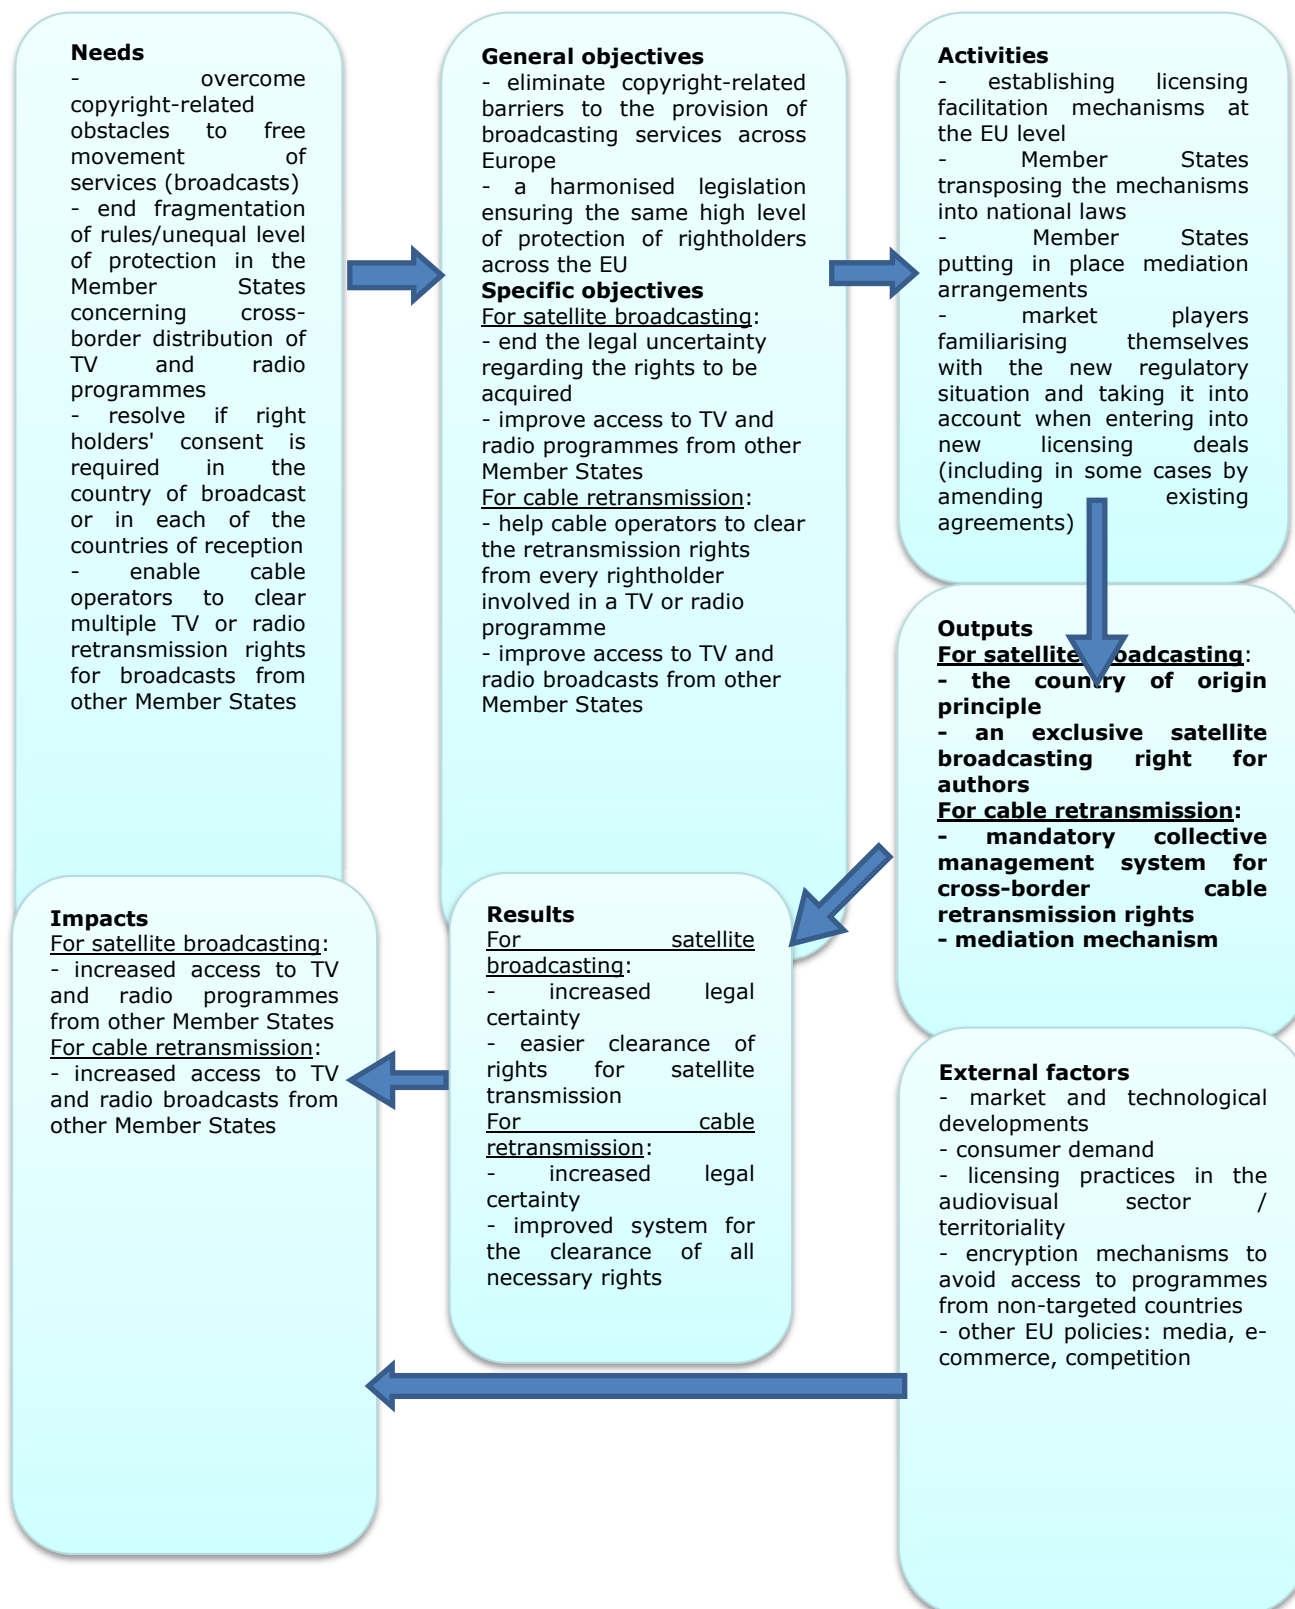 Needs
- overcome
copyright-related
obstacles to free
movement of
services (broadcasts)
- end fragmentation
of rules/unequal level
of protection in the
Member States
concerning cross-
border distribution of
TV and radio
programmes
- resolve if right
holders' consent is
required in the
country of broadcast
or in each of the
countries of reception
- enable cable
operators to clear
multiple TV or radio
retransmission rights
for broadcasts from
other Member States
General objectives
- eliminate copyright-related
barriers to the provision of
broadcasting services across
Europe
- a harmonised legislation
ensuring the same high level
of protection of rightholders
across the EU
Specific objectives
For satellite broadcasting:
- end the legal uncertainty
regarding the rights to be
acquired
- improve access to TV and
radio programmes from other
Member States
For cable retransmission:
- help cable operators to clear
the retransmission rights
from every rightholder
involved in a TV or radio
programme
- improve access to TV and
radio broadcasts from other
Member States
Activities
- establishing licensing
facilitation mechanisms at
the EU level
- Member States
transposing the mechanisms
into national laws
- Member States
putting in place mediation
arrangements
- market players
familiarising themselves
with the new regulatory
situation and taking it into
account when entering into
new licensing deals
(including in some cases by
amending existing
agreements)
Outputs
For satellite broadcasting:
- the country of origin
principle
- an exclusive satellite
broadcasting right for
authors
For cable retransmission:
- mandatory collective
management system for
cross-border cable
retransmission rights
- mediation mechanism
Results
For satellite
broadcasting:
- increased legal
certainty
- easier clearance of
rights for satellite
transmission
For cable
retransmission:
- increased legal
certainty
- improved system for
the clearance of all
necessary rights
Impacts
For satellite broadcasting:
- increased access to TV
and radio programmes
from other Member States
For cable retransmission:
- increased access to TV
and radio broadcasts from
other Member States
External factors
- market and technological
developments
- consumer demand
- licensing practices in the
audiovisual sector /
territoriality
- encryption mechanisms to
avoid access to programmes
from non-targeted countries
- other EU policies: media, e-
commerce, competition